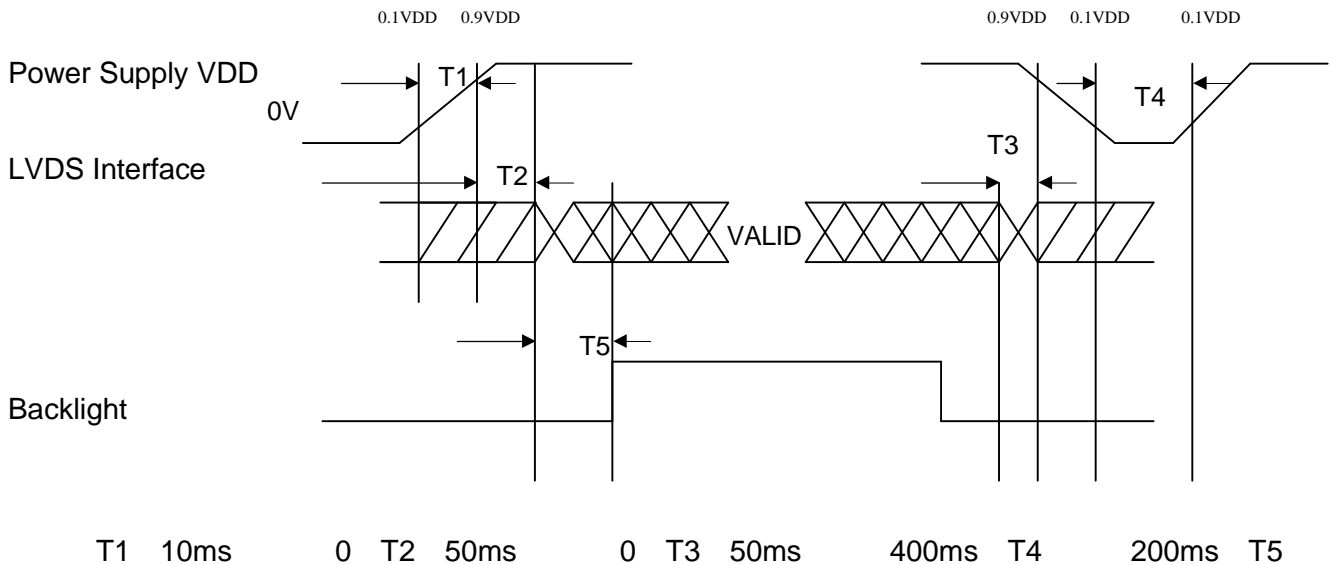 0.1VDD 0.9VDD 0.9VDD 0.1VDD 0.1VDD
Power Supply VDD T1 T4
0V
T3
LVDS Interface T2
VALID
T5
Backlight
T1 10ms 0 T2 50ms 0 T3 50ms 400ms T4 200ms T5